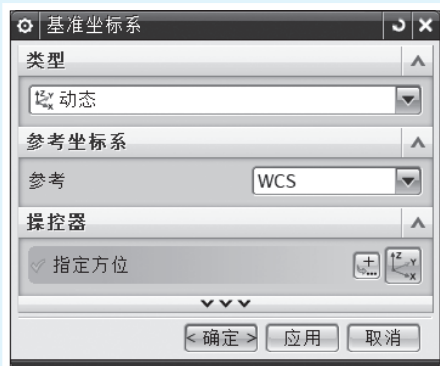 基准坐标系
类型
动态
参考坐标系
参考 WCS
操控器
指定方位
<确定> 应用 取消